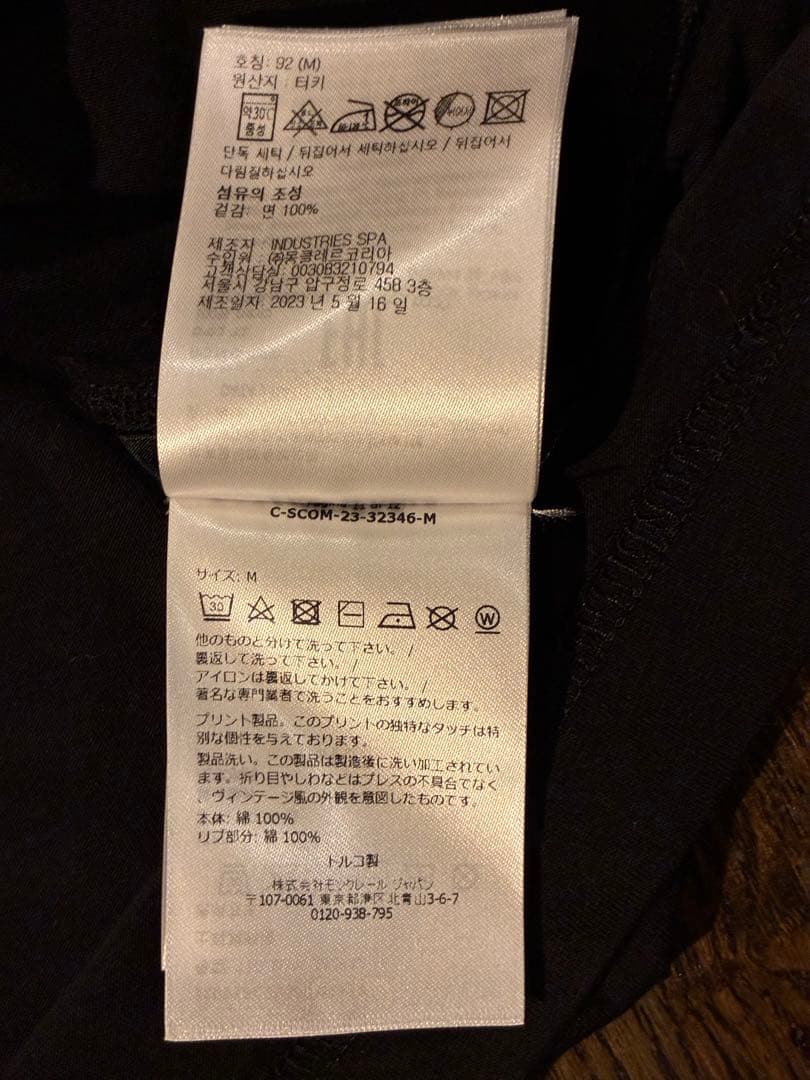 호칭: 92 (M)
원산지 : 터키
약30℃
중성
드라이
단독 세탁 / 뒤집어서 세탁하십시오 / 뒤집어서
다림질하십시오
섬유의 조성
겉감: 면 100%
제조자 : INDUSTRIES SPA
수입원 : ㈜몽클레르코리아
고객상담실: 003083210794
서울시 강남구 압구정로 458 3층
제조일자: 2023 년 5 월 16 일
C-SCOM-23-32346-M
サイズ: M
30
W
他のものと分けて洗って下さい。 /
裏返して洗って下さい。 /
アイロンは裏返してかけて下さい。 /
著名な専門業者で洗うことをおすすめします。
プリント製品。このプリントの独特なタッチは特
別な個性を与えております。
製品洗い。この製品は製造後に洗い加工されてい
ます。折り目やしわなどはプレスの不具合でなく
、ヴィンテージ風の外観を意図したものです。
本体: 綿 100%
リブ部分: 綿 100%
トルコ製
株式会社モンクレール ジャパン
〒107-0061 東京都港区北青山3-6-7
0120-938-795